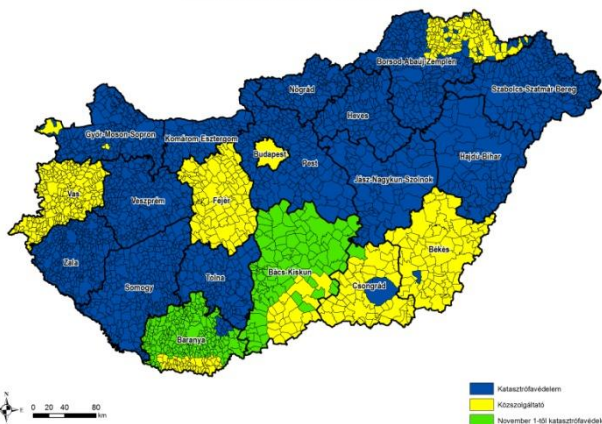 Borsod-Abaúj-Zemplén
Szabolcs-Szatmár-Bereg
Nógrád
Heves
Győr-Moson-Sopron
Komárom-Esztergom
Budapest
Hajdú-Bihar
Pest
Jász-Nagykun-Szolnok
Vas
Veszprém
Fejér
Békés
Zala
Tolna
Bács-Kiskun
Csongrád
Somogy
Baranya
N
E
0 20 40 80
km
Katasztrófavédelem
Közszolgáltató
November 1-től katasztrófavédek